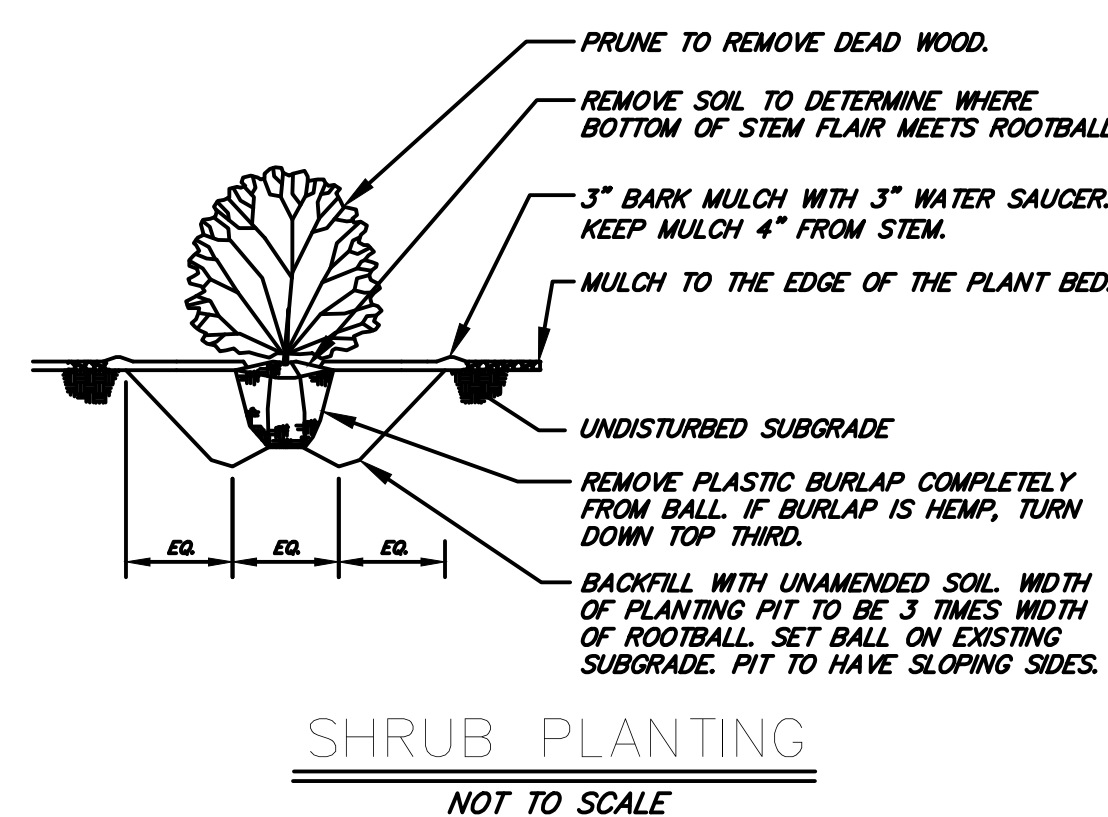 PRUNE TO REMOVE DEAD WOOD.
REMOVE SOIL TO DETERMINE WHERE
BOTTOM OF STEM FLAIR MEETS ROOTBALL
3" BARK MULCH WITH 3" WATER SAUCER.
KEEP MULCH 4" FROM STEM.
MULCH TO THE EDGE OF THE PLANT BED.
UNDISTURBED SUBGRADE
REMOVE PLASTIC BURLAP COMPLETELY
FROM BALL. IF BURLAP IS HEMP, TURN
DOWN TOP THIRD.
EQ. EQ. EQ.
BACKFILL WITH UNAMENDED SOIL. WIDTH
OF PLANTING PIT TO BE 3 TIMES WIDTH
OF ROOTBALL. SET BALL ON EXISTING
SUBGRADE. PIT TO HAVE SLOPING SIDES.
SHRUB PLANTING
NOT TO SCALE